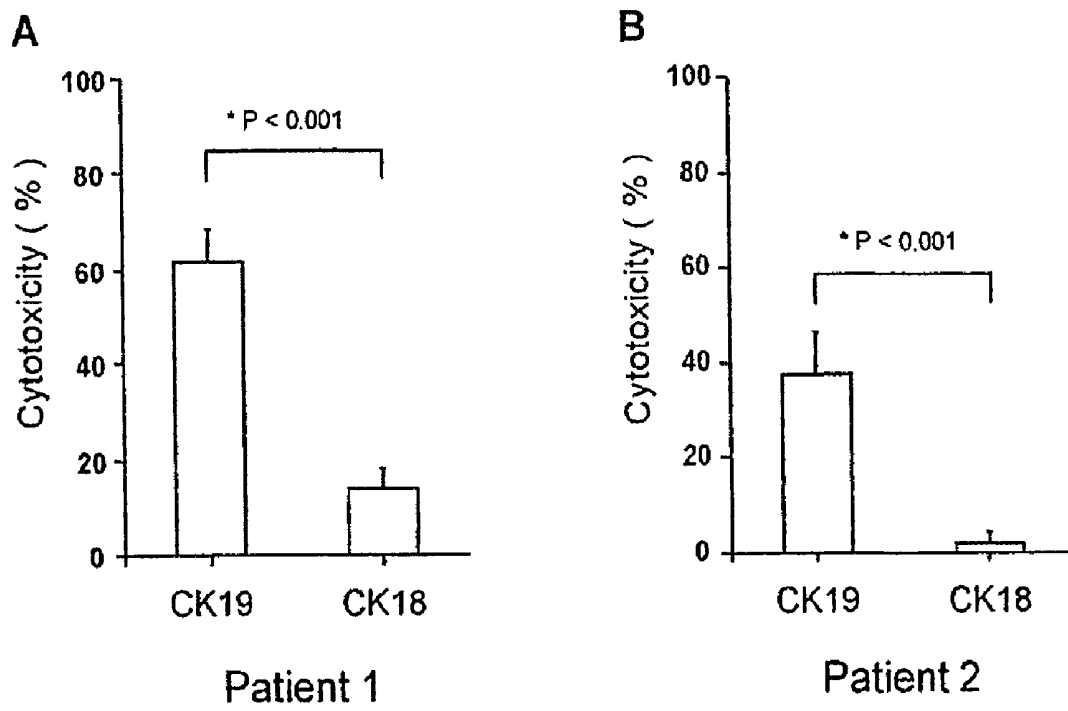 A
Cytotoxicity ( % )
100
80
60
40
20
0
* P < 0.001
CK19 CK18
Patient 1
B
Cytotoxicity ( % )
100
80
60
40
20
0
* P < 0.001
CK19 CK18
Patient 2